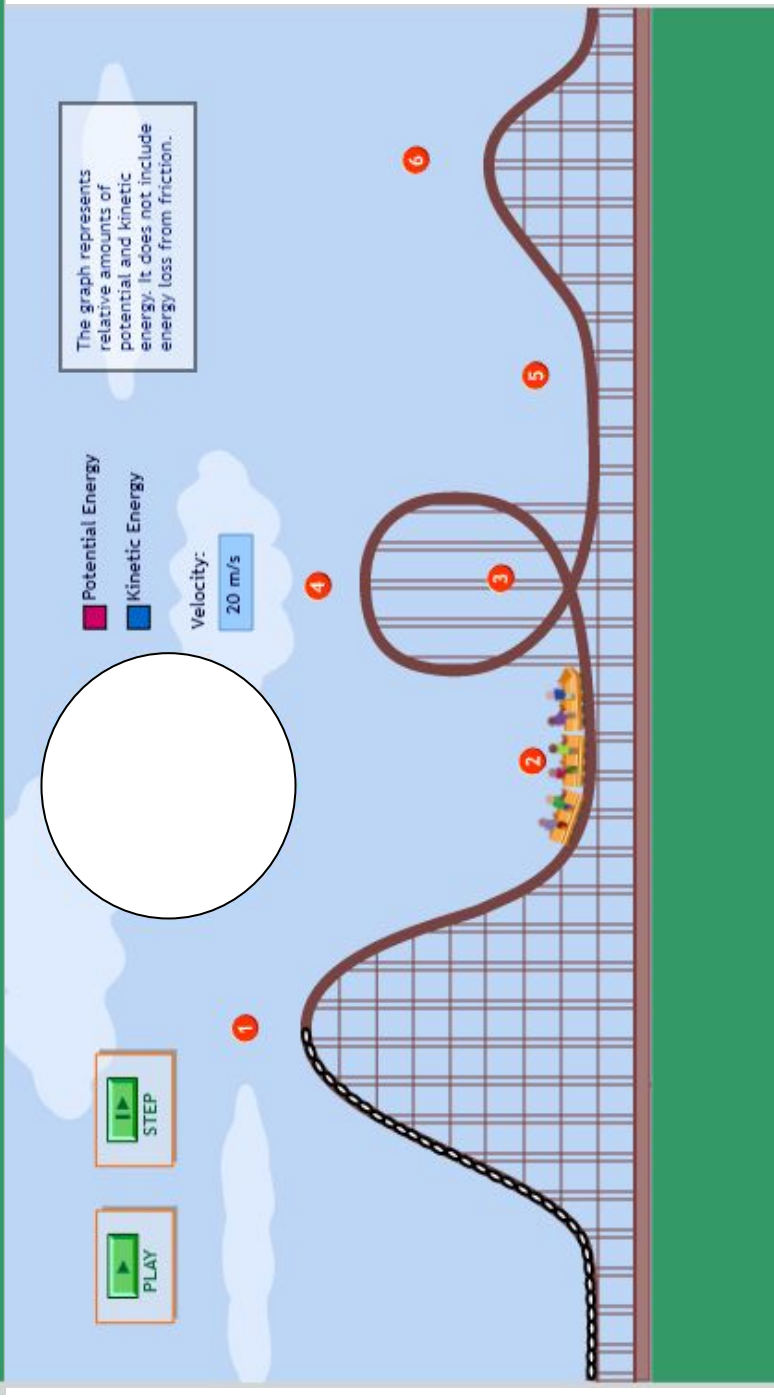 PLAY
STEP
Potential Energy
Kinetic Energy
Velocity:
20 m/s
The graph represents
relative amounts of
potential and kinetic
energy. It does not include
energy loss from friction.
1
2
3
4
5
6